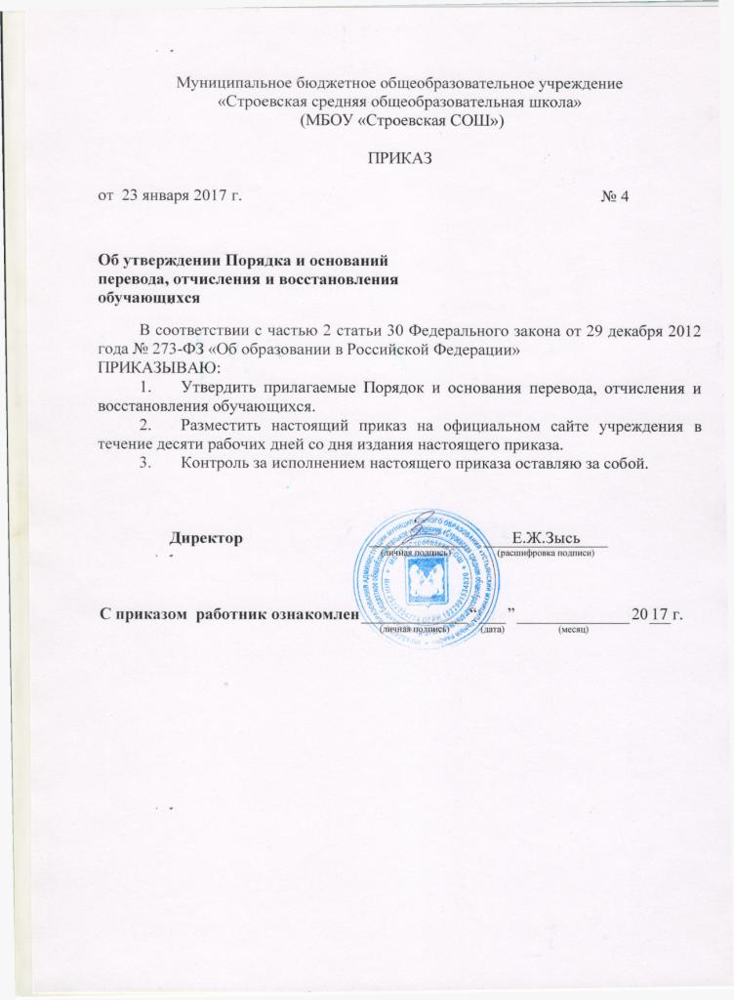 Муниципальное бюджетное общеобразовательное учреждение
«Строевская средняя общеобразовательная школа»
(МБОУ «Строевская СОШ»)
ПРИКАЗ
от 23 января 2017 г. № 4
Об утверждении Порядка и оснований
перевода, отчисления и восстановления
обучающихся
В соответствии с частью 2 статьи 30 Федерального закона от 29 декабря 2012
года № 273-ФЗ «Об образовании в Российской Федерации»
ПРИКАЗЫВАЮ:
1. Утвердить прилагаемые Порядок и основания перевода, отчисления и
восстановления обучающихся.
2. Разместить настоящий приказ на официальном сайте учреждения в
течение десяти рабочих дней со дня издания настоящего приказа.
3. Контроль за исполнением настоящего приказа оставляю за собой.
Директор Е.Ж.Зысь
(личная подпись) (расшифровка подписи)
С приказом работник ознакомлен “ ” 20 17 г.
(личная подпись) (дата) (месяц)